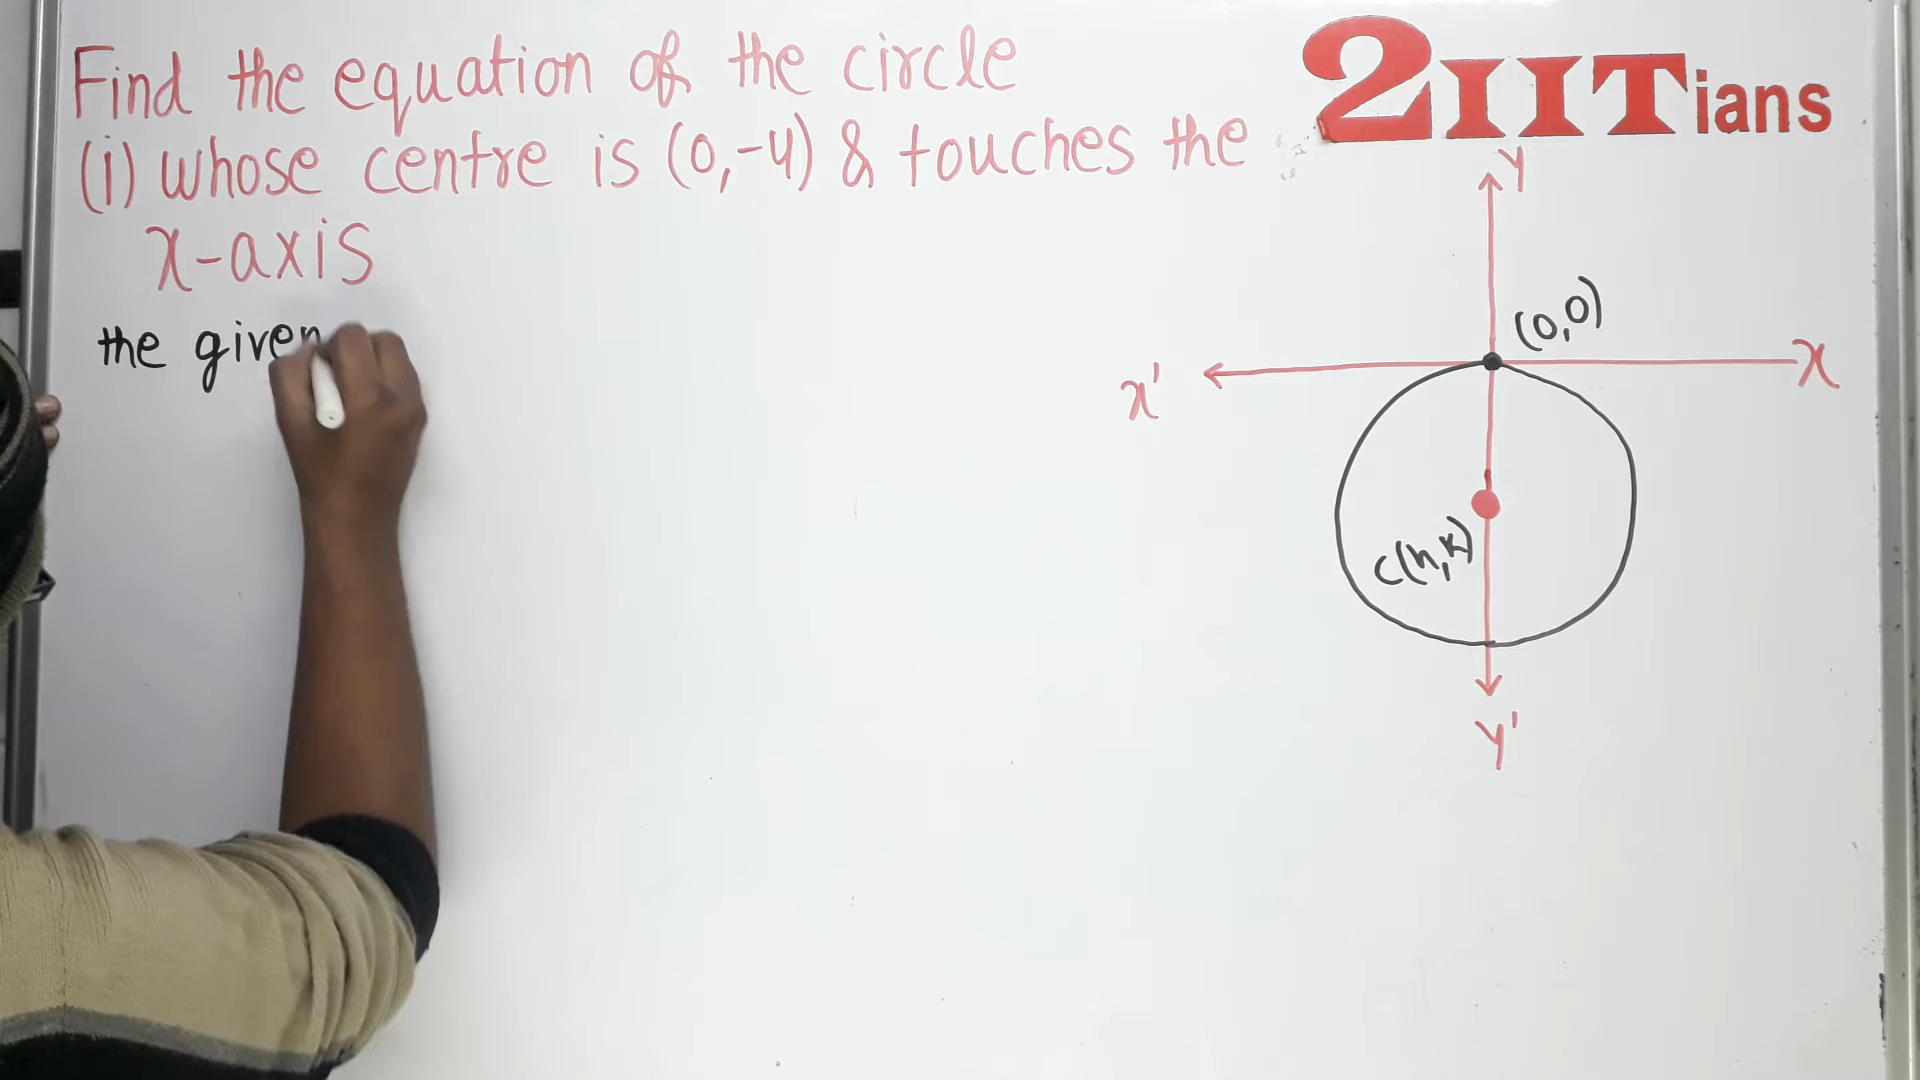 Find the equation of the circle
(i) whose centre is (0,-4) & touches the
x-axis
the given
2IITians
Y
(0,0)
x'
x
C(h,k)
Y'